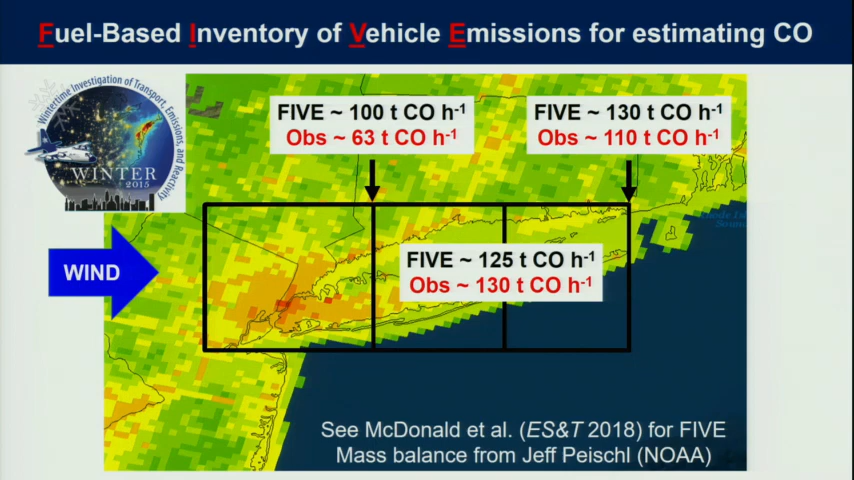 Fuel-Based Inventory of Vehicle Emissions for estimating CO
Wintertime Investigation of Transport, Emissions, and Reactivity
WINTER
2015
FIVE ~ 100 t CO h-1
Obs ~ 63 t CO h-1
FIVE ~ 130 t CO h-1
Obs ~ 110 t CO h-1
WIND
FIVE ~ 125 t CO h-1
Obs ~ 130 t CO h-1
Sound
See McDonald et al. (ES&T 2018) for FIVE
Mass balance from Jeff Peischl (NOAA)